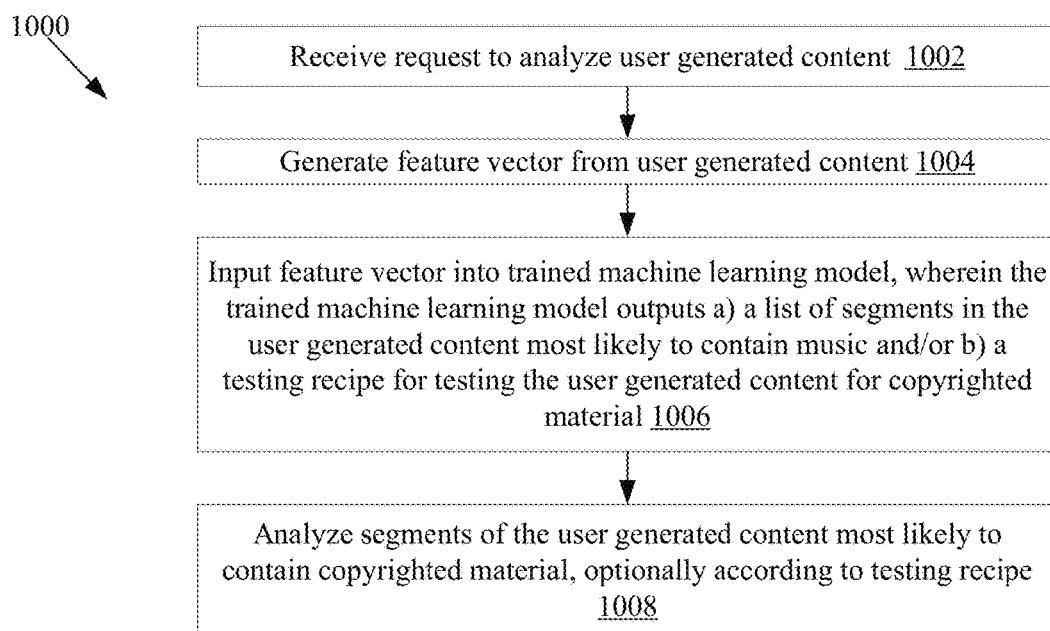 1000
Receive request to analyze user generated content 1002
Generate feature vector from user generated content 1004
Input feature vector into trained machine learning model, wherein the
trained machine learning model outputs a) a list of segments in the
user generated content most likely to contain music and/or b) a
testing recipe for testing the user generated content for copyrighted
material 1006
Analyze segments of the user generated content most likely to
contain copyrighted material, optionally according to testing recipe
1008